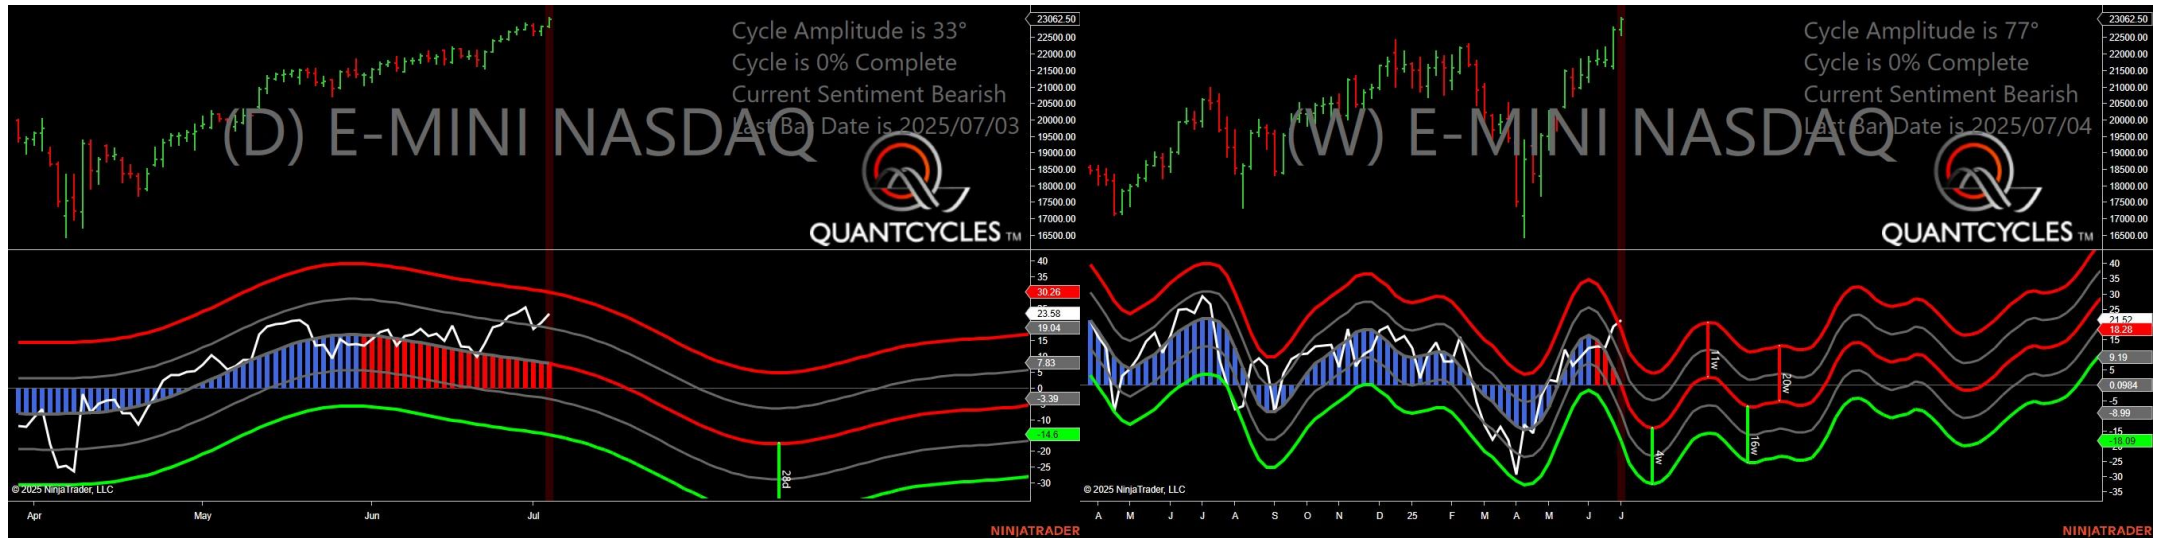 Cycle Amplitude is 33°
Cycle is 0% Complete
Current Sentiment Bearish
Last Bar Date is 2025/07/03
(D) E-MINI NASDAQ
QUANTCYCLES TM
23062.50
22500.00
22000.00
21500.00
21000.00
20500.00
20000.00
19500.00
19000.00
18500.00
18000.00
17500.00
17000.00
16500.00
40
35
30.26
23.58
19.04
15
10
7.83
5
0
-3.39
-10
-14.6
-20
-25
-30
28d
© 2025 NinjaTrader, LLC
Apr May Jun Jul
NINJATRADER
Cycle Amplitude is 77°
Cycle is 0% Complete
Current Sentiment Bearish
Last Bar Date is 2025/07/04
(W) E-MINI NASDAQ
QUANTCYCLES TM
23062.50
22500.00
22000.00
21500.00
21000.00
20500.00
20000.00
19500.00
19000.00
18500.00
18000.00
17500.00
17000.00
16500.00
40
35
30
25
21.52
18.28
15
9.19
5
0.0984
-5
-8.99
-15
-18.09
-25
-30
-35
4w
11w
16w
20w
© 2025 NinjaTrader, LLC
A M J J A S O N D 25 F M A M J J
NINJATRADER